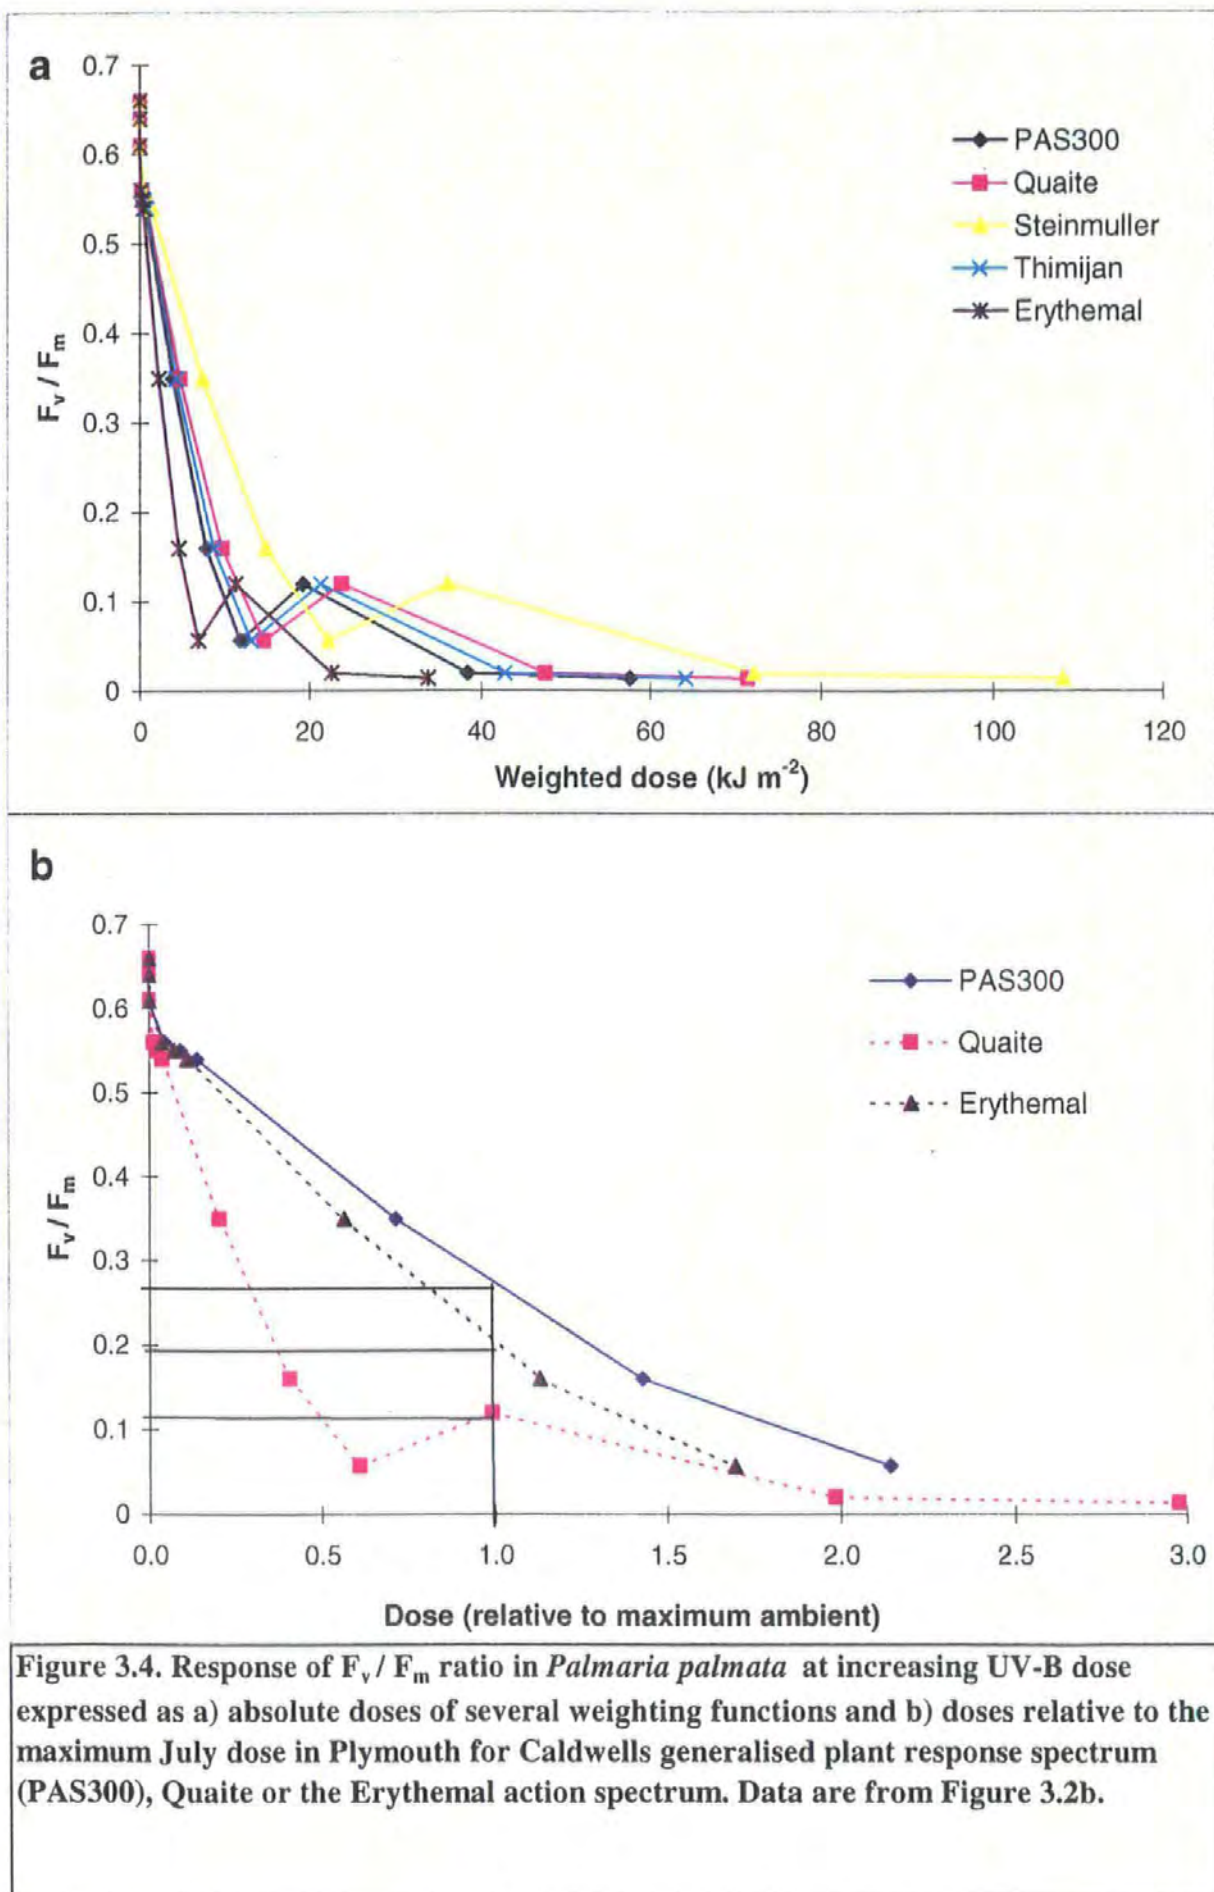 a
0.7
0.6
0.5
0.4
0.3
0.2
0.1
0
Fv / Fm
PAS300
Quaite
Steinmuller
Thimijan
Erythemal
0 20 40 60 80 100 120
Weighted dose (kJ m-2)
b
0.7
0.6
0.5
0.4
0.3
0.2
0.1
0
Fv / Fm
PAS300
Quaite
Erythemal
0.0 0.5 1.0 1.5 2.0 2.5 3.0
Dose (relative to maximum ambient)
Figure 3.4. Response of Fv / Fm ratio in Palmaria palmata at increasing UV-B dose
expressed as a) absolute doses of several weighting functions and b) doses relative to the
maximum July dose in Plymouth for Caldwells generalised plant response spectrum
(PAS300), Quaite or the Erythemal action spectrum. Data are from Figure 3.2b.